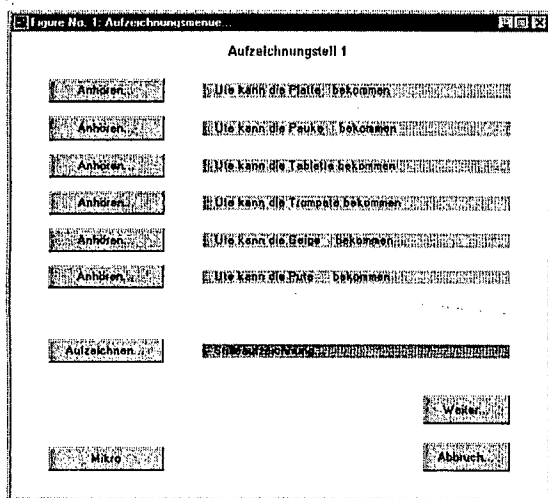 Figure No. 1: Aufzeichnungsmenue...
Aufzeichnungsteil 1
Anhören... Ute kann die Platte bekommen
Anhören... Ute kann die Pauke bekommen
Anhören... Ute kann die Tablette bekommen
Anhören... Ute kann die Trompete bekommen
Anhören... Ute Kann die Geige bekommen
Anhören... Ute kann die Pute bekommen
Aufzeichnen...
Weiter...
Mikro Abbruch...